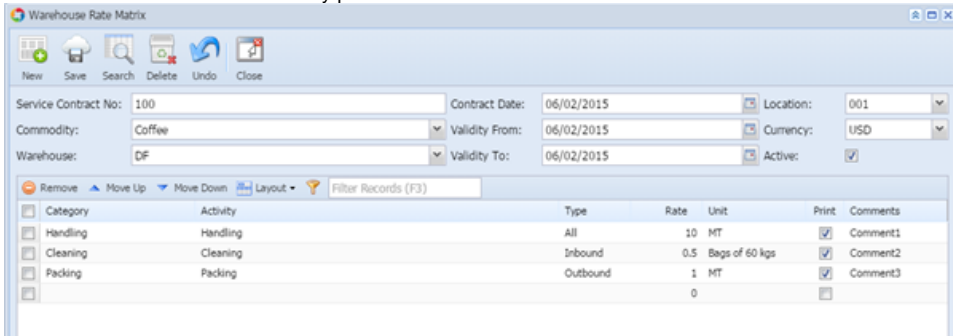 Warehouse Rate Matrix
New Save Search Delete Undo Close
Service Contract No: 100 Contract Date: 06/02/2015 Location: 001
Commodity: Coffee Validity From: 06/02/2015 Currency: USD
Warehouse: DF Validity To: 06/02/2015 Active:
Remove Move Up Move Down Layout Filter Records (F3)
Category Activity Type Rate Unit Print Comments
Handling Handling All 10 MT Comment1
Cleaning Cleaning Inbound 0.5 Bags of 60 kgs Comment2
Packing Packing Outbound 1 MT Comment3
0